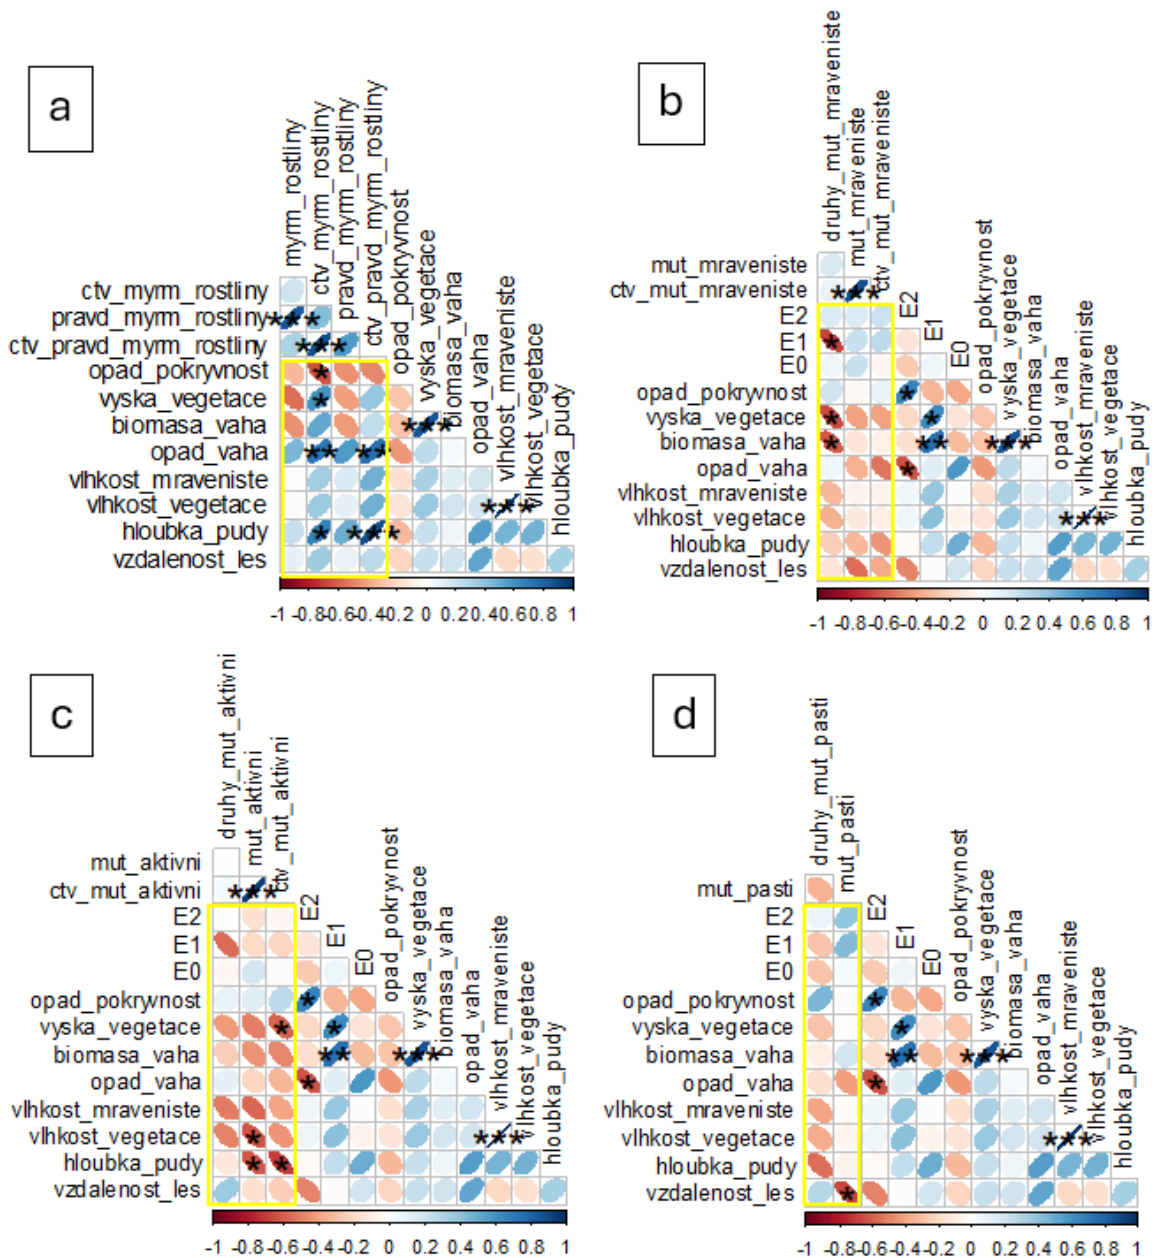 a
myrm_rostliny
ctv_myrm_rostliny
pravd_myrm_rostliny
ctv_pravd_myrm_rostliny
opad_pokryvnost
vyska_vegetace
biomasa_vaha
opad_vaha
vlhkost_mraveniste
vlhkost_vegetace
hloubka_pudy
ctv_myrm_rostliny
pravd_myrm_rostliny
ctv_pravd_myrm_rostliny
opad_pokryvnost
vyska_vegetace
biomasa_vaha
opad_vaha
vlhkost_mraveniste
vlhkost_vegetace
hloubka_pudy
vzdalenost_les
-1 -0.8 -0.6 -0.4 -0.2 0 0.2 0.4 0.6 0.8 1
b
druhy_mut_mraveniste
mut_mraveniste
ctv_mut_mraveniste
E2
E1
E0
opad_pokryvnost
vyska_vegetace
biomasa_vaha
opad_vaha
vlhkost_mraveniste
vlhkost_vegetace
hloubka_pudy
mut_mraveniste
ctv_mut_mraveniste
E2
E1
E0
opad_pokryvnost
vyska_vegetace
biomasa_vaha
opad_vaha
vlhkost_mraveniste
vlhkost_vegetace
hloubka_pudy
vzdalenost_les
-1 -0.8 -0.6 -0.4 -0.2 0 0.2 0.4 0.6 0.8 1
c
druhy_mut_aktivni
mut_aktivni
ctv_mut_aktivni
E2
E1
E0
opad_pokryvnost
vyska_vegetace
biomasa_vaha
opad_vaha
vlhkost_mraveniste
vlhkost_vegetace
hloubka_pudy
mut_aktivni
ctv_mut_aktivni
E2
E1
E0
opad_pokryvnost
vyska_vegetace
biomasa_vaha
opad_vaha
vlhkost_mraveniste
vlhkost_vegetace
hloubka_pudy
vzdalenost_les
-1 -0.8 -0.6 -0.4 -0.2 0 0.2 0.4 0.6 0.8 1
d
druhy_mut_pasti
mut_pasti
E2
E1
E0
opad_pokryvnost
vyska_vegetace
biomasa_vaha
opad_vaha
vlhkost_mraveniste
vlhkost_vegetace
hloubka_pudy
mut_pasti
E2
E1
E0
opad_pokryvnost
vyska_vegetace
biomasa_vaha
opad_vaha
vlhkost_mraveniste
vlhkost_vegetace
hloubka_pudy
vzdalenost_les
-1 -0.8 -0.6 -0.4 -0.2 0 0.2 0.4 0.6 0.8 1